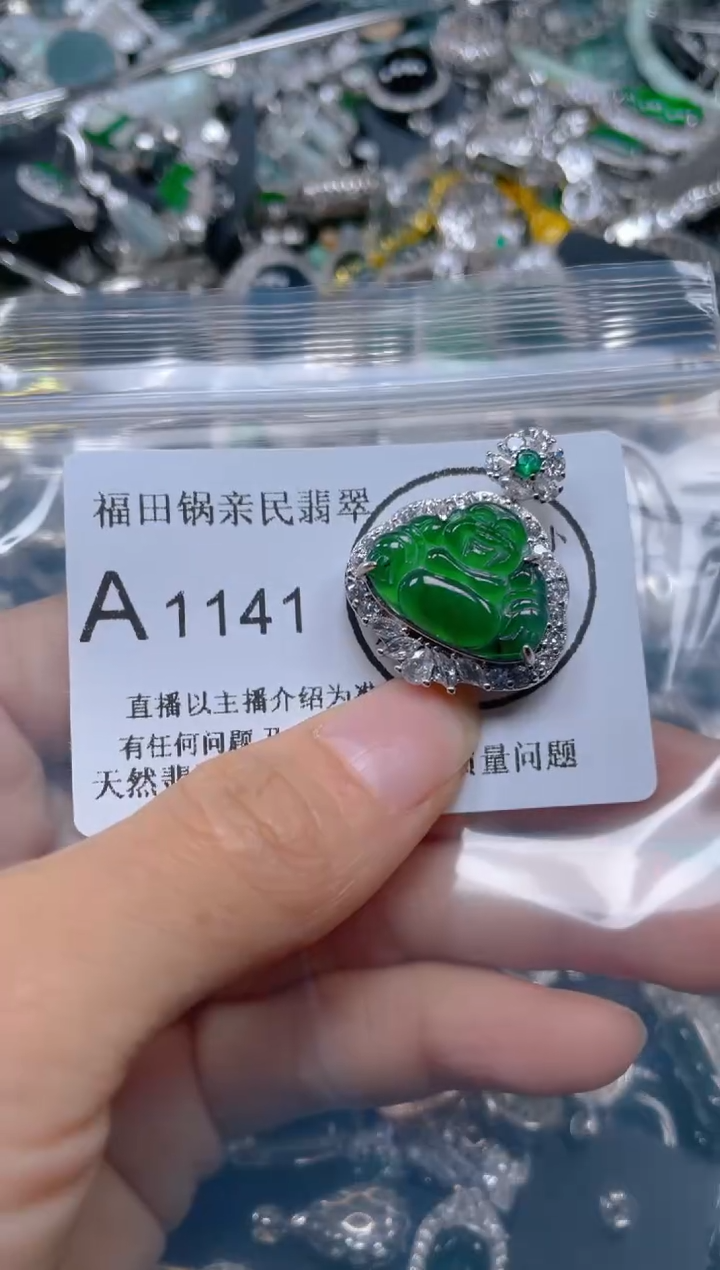 福田锅亲民翡翠
A 1141
直播以主播介绍为准
有任何问题
天然翡 质量问题